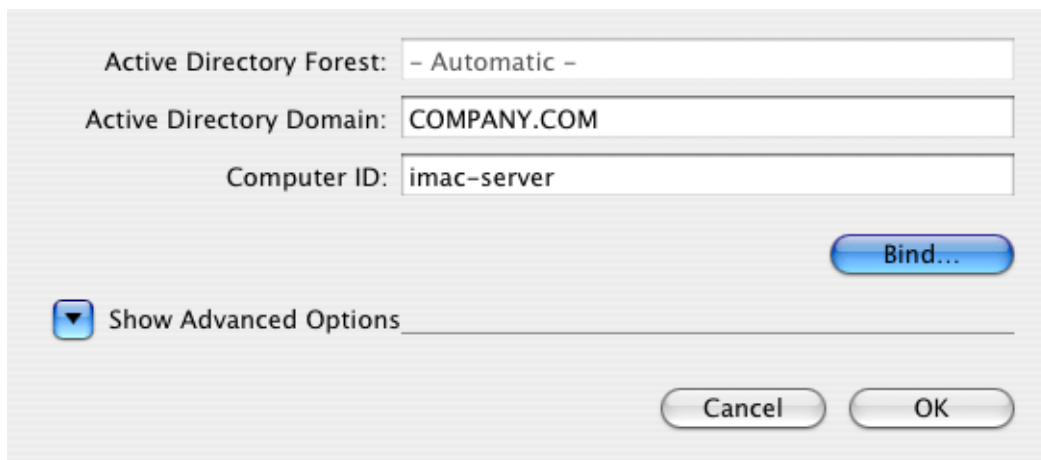 Active Directory Forest: – Automatic –
Active Directory Domain: COMPANY.COM
Computer ID: imac-server
Bind...
Show Advanced Options
Cancel OK